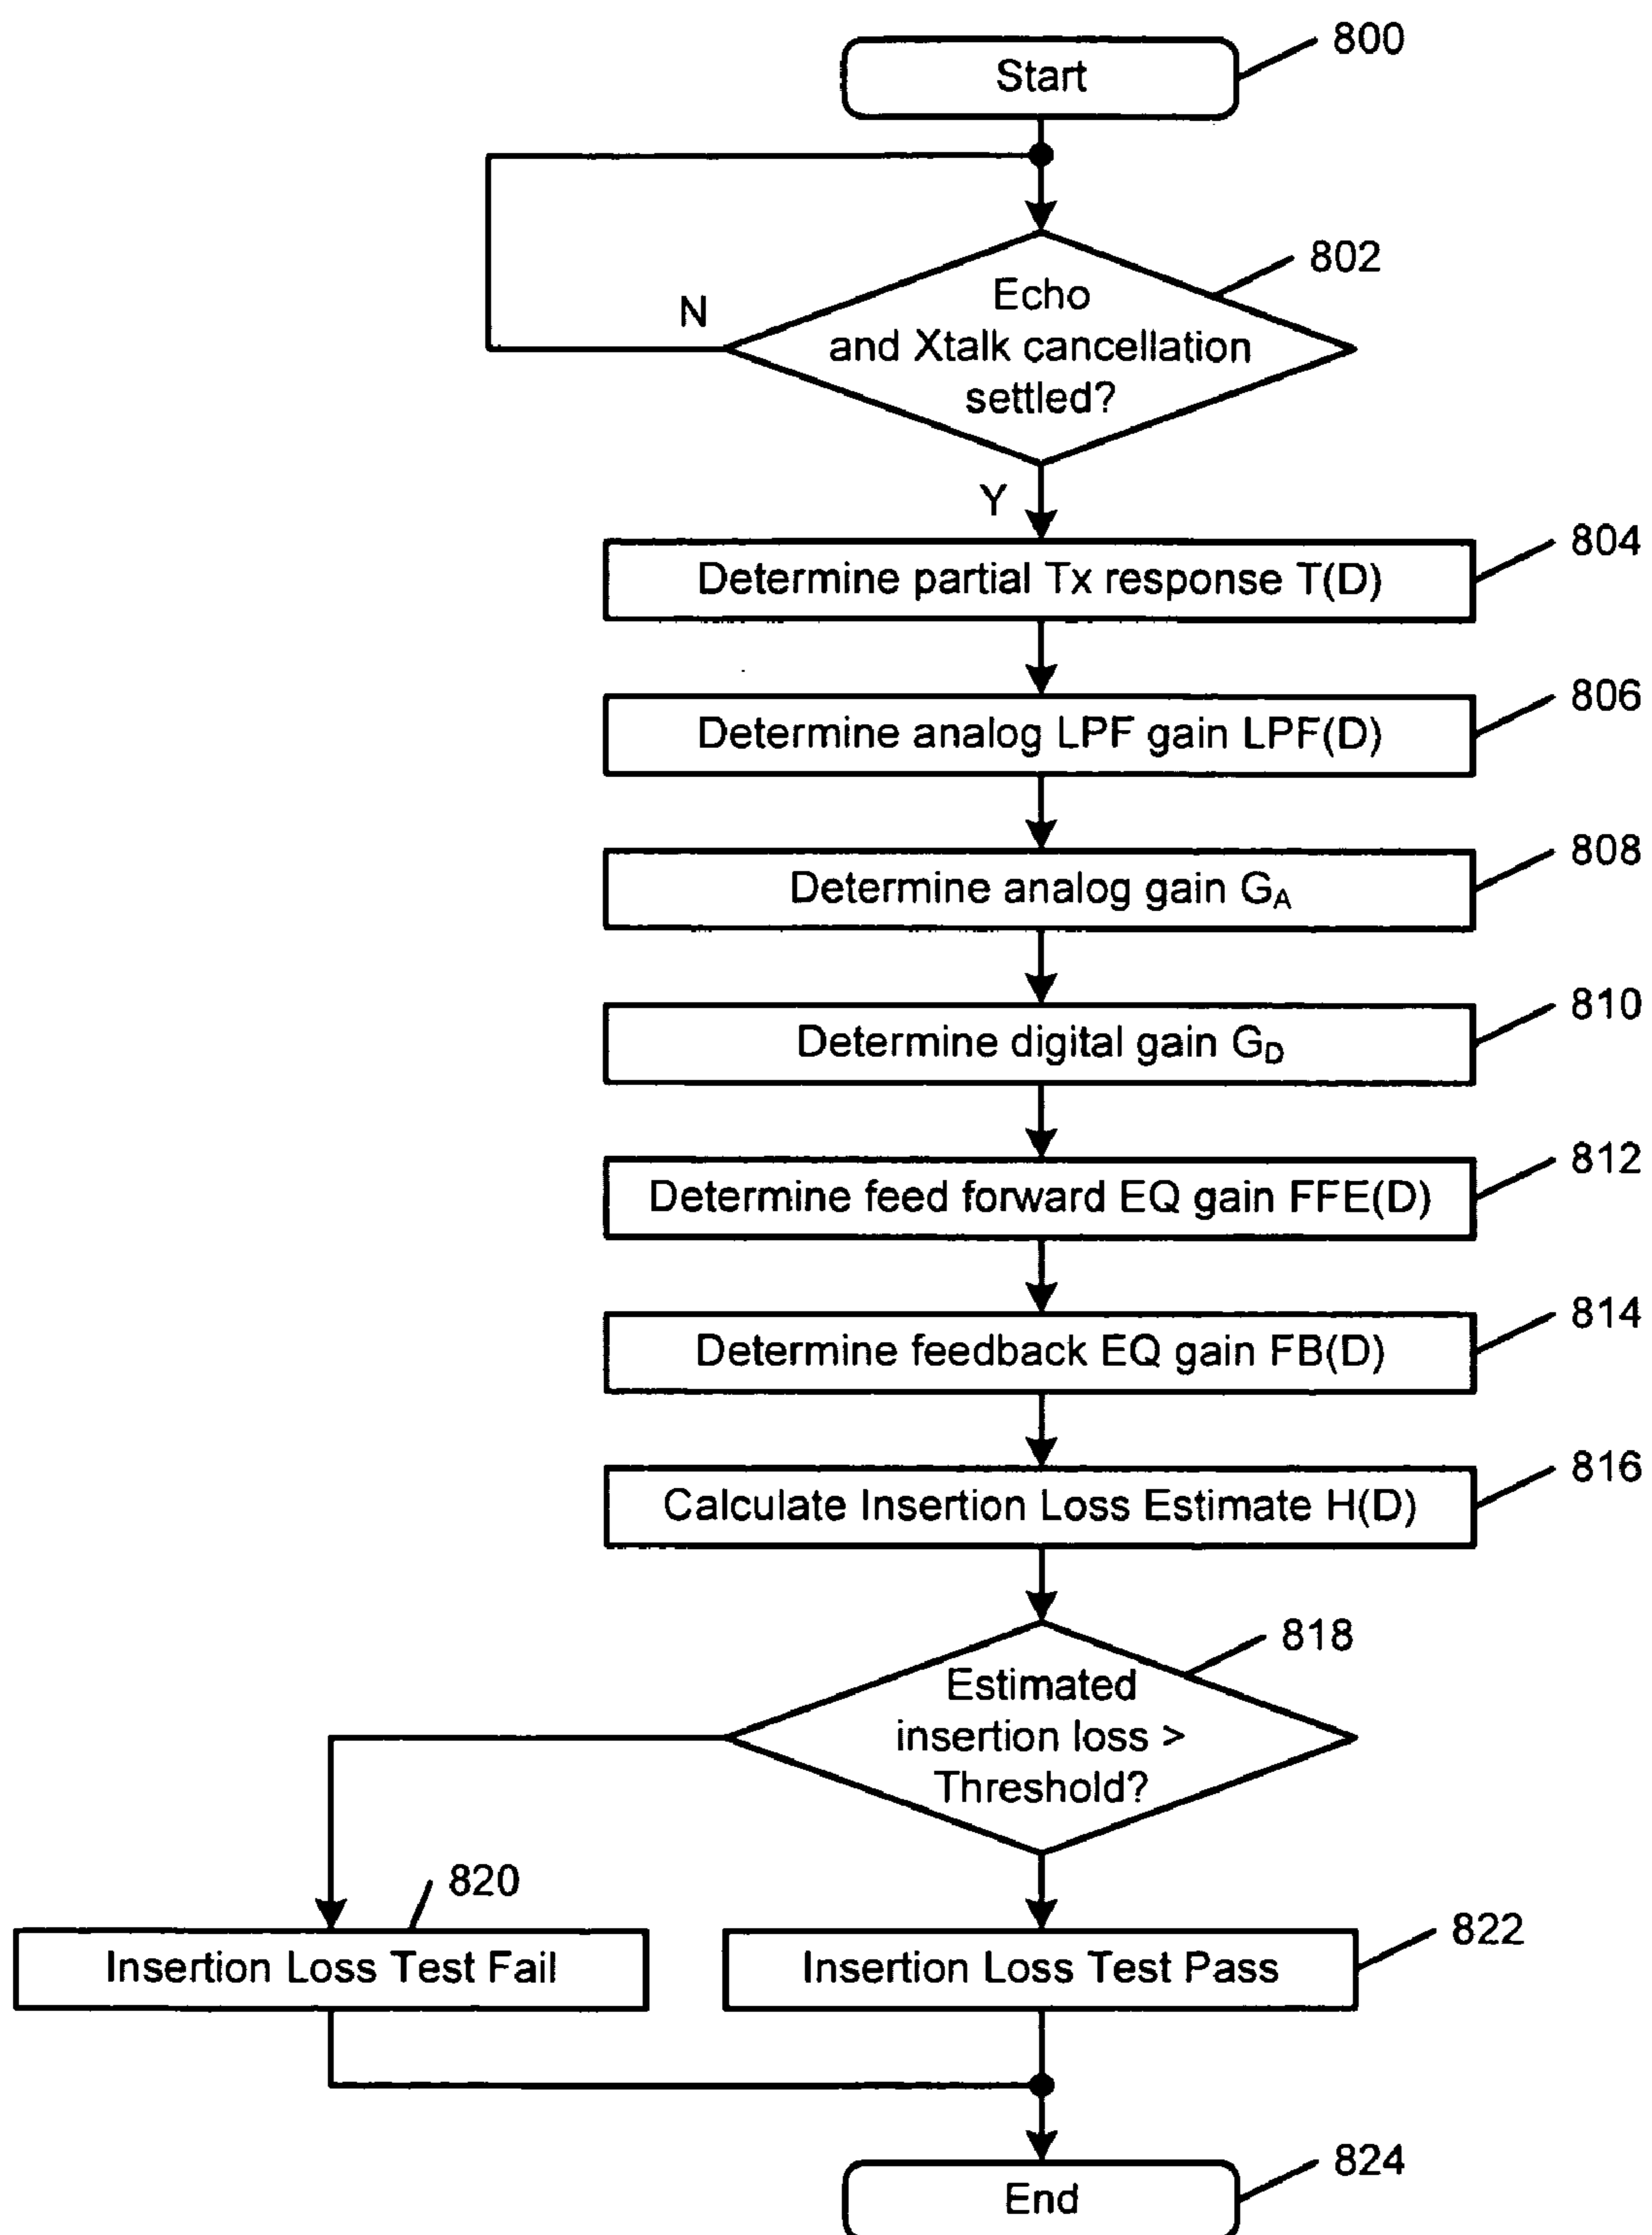 800
Start
802
Echo
and Xtalk cancellation
settled?
N
Y
804
Determine partial Tx response T(D)
806
Determine analog LPF gain LPF(D)
808
Determine analog gain GA
810
Determine digital gain GD
812
Determine feed forward EQ gain FFE(D)
814
Determine feedback EQ gain FB(D)
816
Calculate Insertion Loss Estimate H(D)
818
Estimated
insertion loss >
Threshold?
820
Insertion Loss Test Fail
822
Insertion Loss Test Pass
824
End